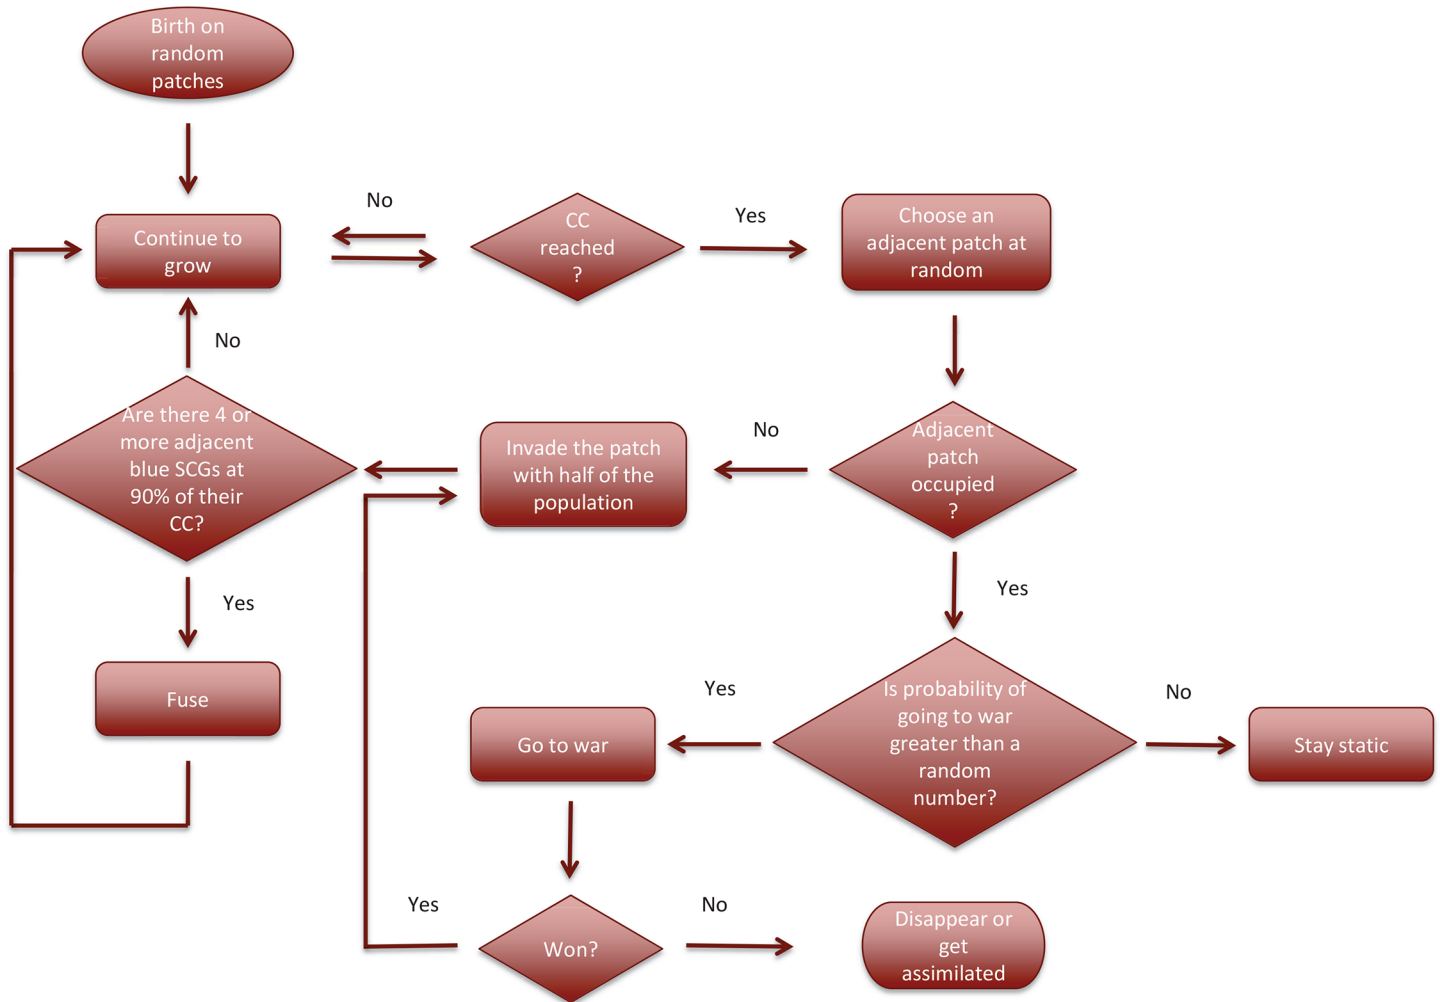 Birth on
random
patches
No
Yes
Continue to
grow
CC
reached
?
Choose an
adjacent patch at
random
No
Are there 4 or
more adjacent
blue SCGs at
90% of their
CC?
Invade the patch
with half of the
population
No
Adjacent
patch
occupied
?
Yes
Yes
Fuse
Go to war
Yes
Is probability of
going to war
greater than a
random
number?
No
Stay static
Yes
Won?
No
Disappear or
get
assimilated